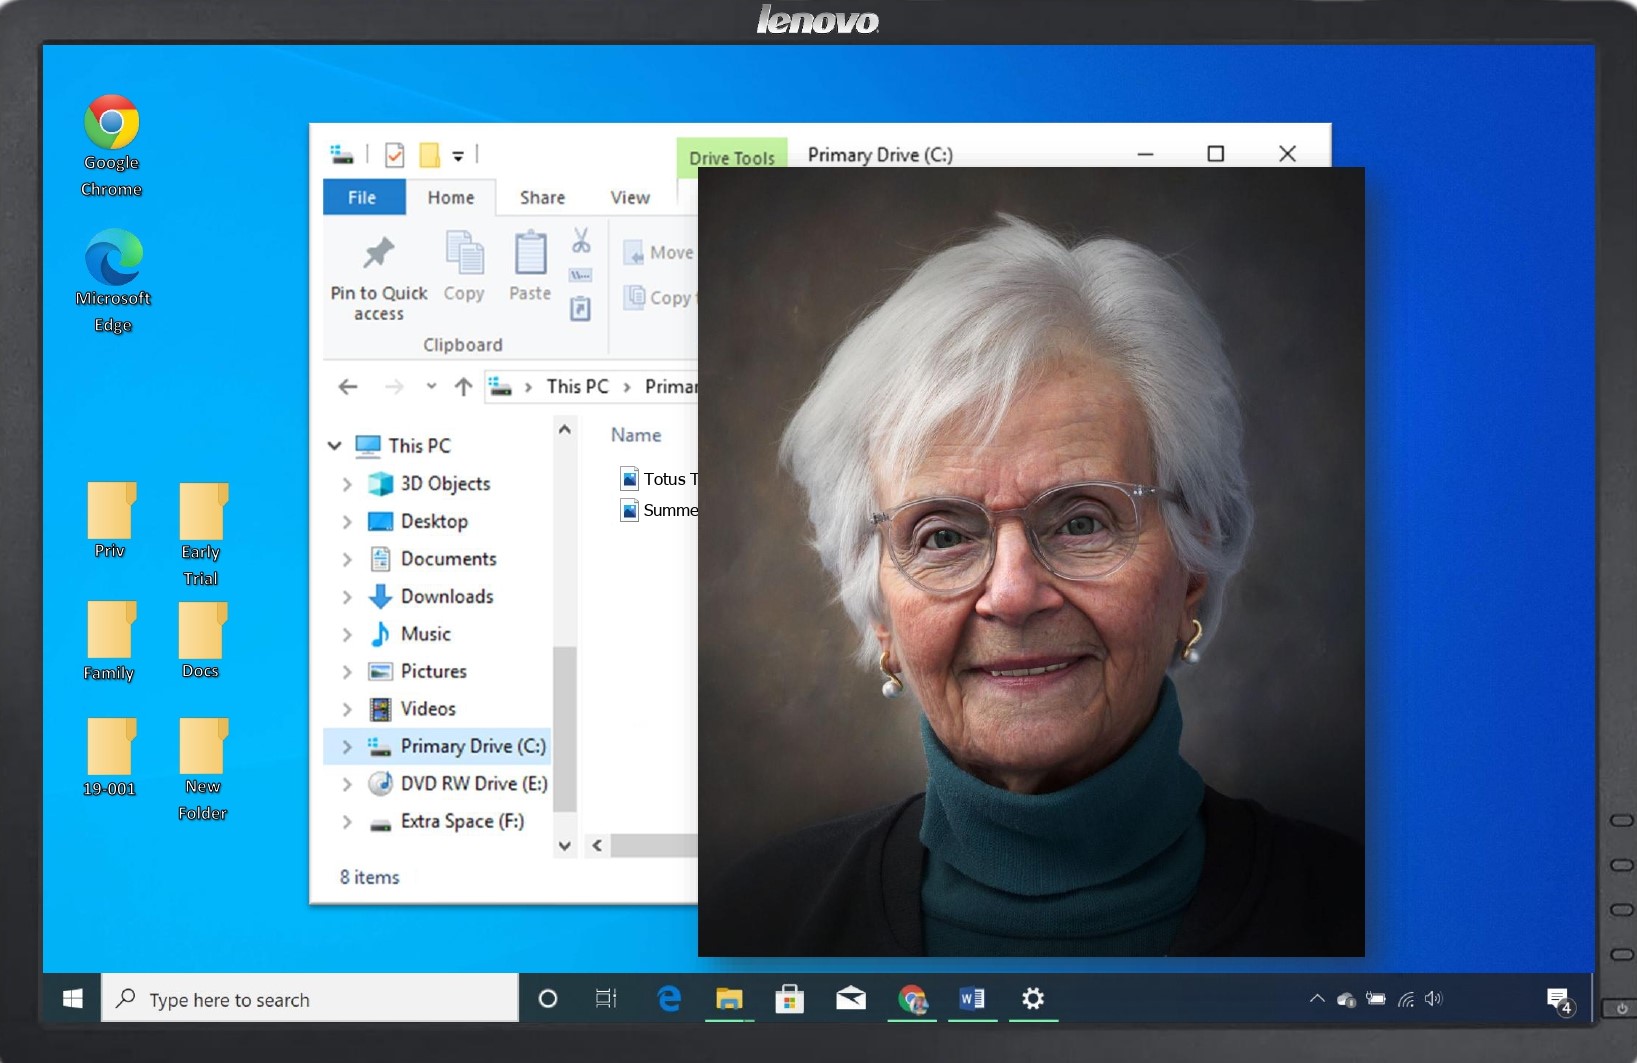 lenovo
Google
Chrome
Microsoft
Edge
Priv
Early
Trial
Family
Docs
19-001
New
Folder
Drive Tools
Primary Drive (C:)
File
Home
Share
View
Pin to Quick
access
Copy
Paste
Move
Copy
Clipboard
This PC
Name
This PC
3D Objects
Desktop
Documents
Downloads
Music
Pictures
Videos
Primary Drive (C:)
DVD RW Drive (E:)
Extra Space (F:)
Totus
8 items
Type here to search
W
4